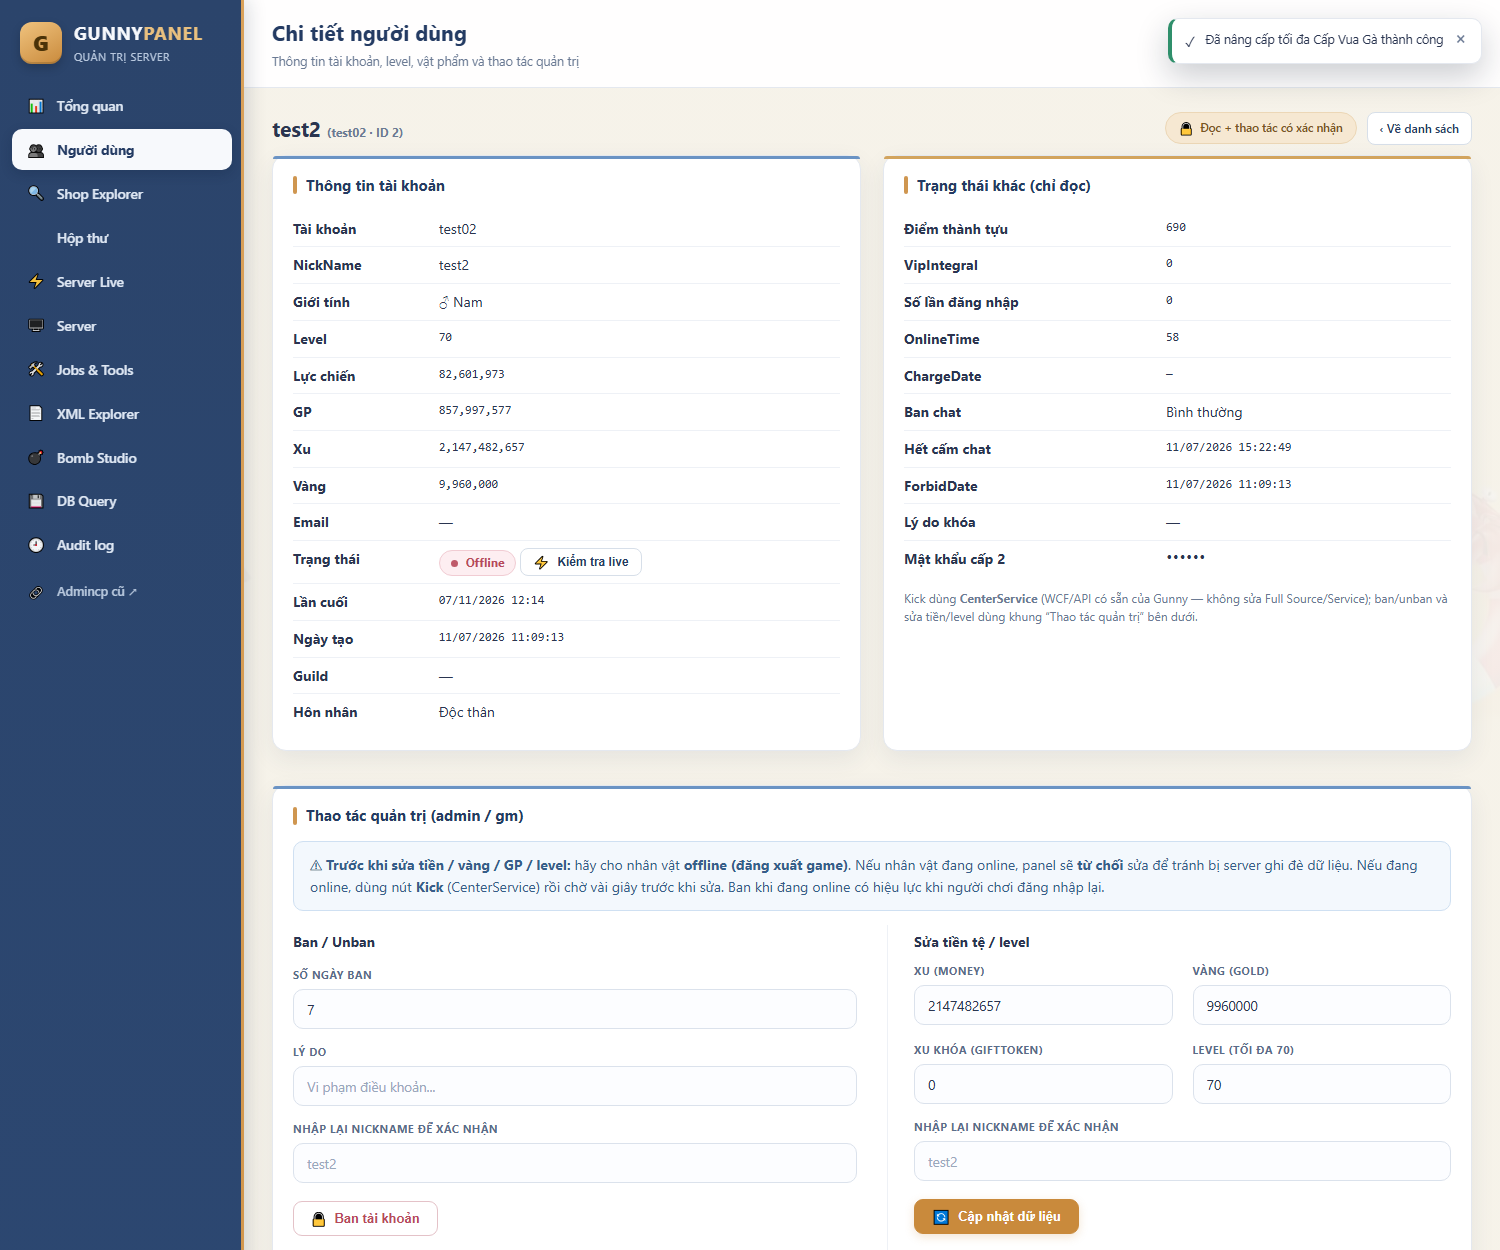 G
GUNNYPANEL
QUẢN TRỊ SERVER
Tổng quan
Người dùng
Shop Explorer
Hộp thư
Server Live
Server
Jobs & Tools
XML Explorer
Bomb Studio
DB Query
Audit log
Admincp cũ ↗
Chi tiết người dùng
Thông tin tài khoản, level, vật phẩm và thao tác quản trị
✓ Đã nâng cấp tối đa Cấp Vua Gà thành công ×
test2 (test02 · ID 2)
Đọc + thao tác có xác nhận
‹ Về danh sách
Thông tin tài khoản
Tài khoản test02
NickName test2
Giới tính ♂ Nam
Level 70
Lực chiến 82,601,973
GP 857,997,577
Xu 2,147,482,657
Vàng 9,960,000
Email —
Trạng thái Offline Kiểm tra live
Lần cuối 07/11/2026 12:14
Ngày tạo 11/07/2026 11:09:13
Guild —
Hôn nhân Độc thân
Trạng thái khác (chỉ đọc)
Điểm thành tựu 690
VipIntegral 0
Số lần đăng nhập 0
OnlineTime 58
ChargeDate —
Ban chat Bình thường
Hết cấm chat 11/07/2026 15:22:49
ForbidDate 11/07/2026 11:09:13
Lý do khóa —
Mật khẩu cấp 2 ••••••
Kick dùng CenterService (WCF/API có sẵn của Gunny — không sửa Full Source/Service); ban/unban và
sửa tiền/level dùng khung "Thao tác quản trị" bên dưới.
Thao tác quản trị (admin / gm)
⚠ Trước khi sửa tiền / vàng / GP / level: hãy cho nhân vật offline (đăng xuất game). Nếu nhân vật đang online, panel sẽ từ chối sửa để tránh bị server ghi đè dữ liệu. Nếu đang
online, dùng nút Kick (CenterService) rồi chờ vài giây trước khi sửa. Ban khi đang online có hiệu lực khi người chơi đăng nhập lại.
Ban / Unban
SỐ NGÀY BAN
7
LÝ DO
Vi phạm điều khoản...
NHẬP LẠI NICKNAME ĐỂ XÁC NHẬN
test2
Ban tài khoản
Sửa tiền tệ / level
XU (MONEY) VÀNG (GOLD)
2147482657 9960000
XU KHÓA (GIFTTOKEN) LEVEL (TỐI ĐA 70)
0 70
NHẬP LẠI NICKNAME ĐỂ XÁC NHẬN
test2
Cập nhật dữ liệu